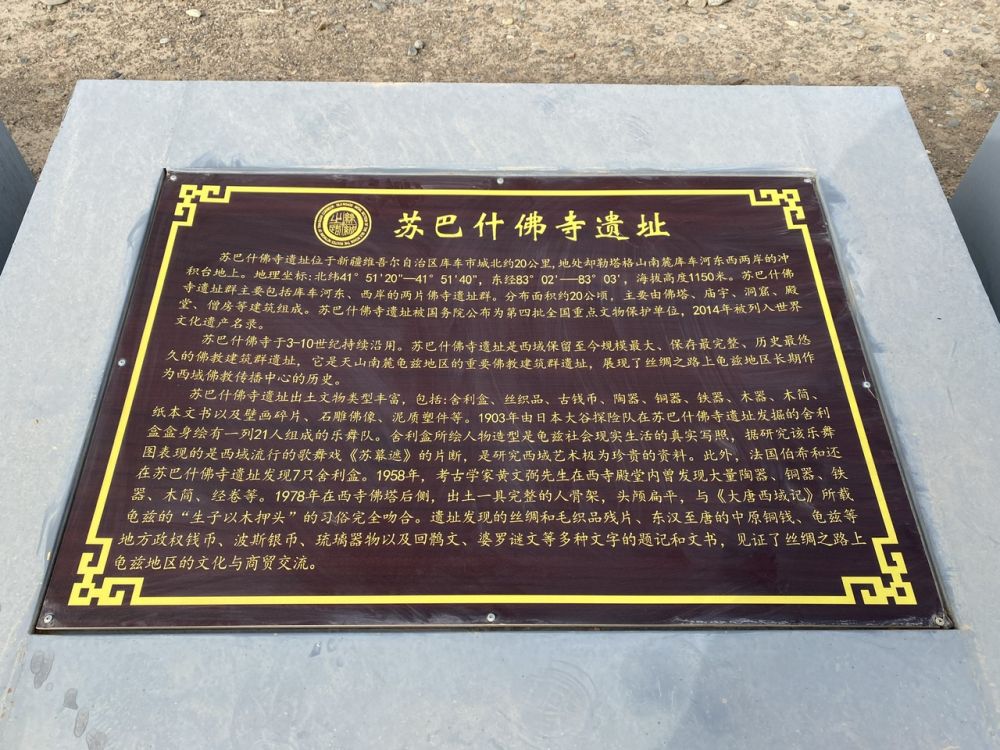 苏巴什佛寺遗址
苏巴什佛寺遗址位于新疆维吾尔自治区库车市城北约20公里,地处却勒塔格山南麓库车河东西两岸的冲
积台地上。地理坐标:北纬41°51′20″—41°51′40″,东经83°02′——83°03′,海拔高度1150米。苏巴什佛
寺遗址群主要包括库车河东、西岸的两片佛寺遗址群。分布面积约20公顷,主要由佛塔、庙宇、洞窟、殿
堂、僧房等建筑组成。苏巴什佛寺遗址被国务院公布为第四批全国重点文物保护单位,2014年被列入世界
文化遗产名录。
苏巴什佛寺于3-10世纪持续沿用。苏巴什佛寺遗址是西域保留至今规模最大、保存最完整、历史最悠
久的佛教建筑群遗址,它是天山南麓龟兹地区的重要佛教建筑群遗址,展现了丝绸之路上龟兹地区长期作
为西域佛教传播中心的历史。
苏巴什佛寺遗址出土文物类型丰富,包括:舍利盒、丝织品、古钱币、陶器、铜器、铁器、木器、木简、
纸本文书以及壁画碎片、石雕佛像、泥质塑件等。1903年由日本大谷探险队在苏巴什佛寺遗址发掘的舍利
盒盒身绘有一列21人组成的乐舞队。舍利盒所绘人物造型是龟兹社会现实生活的真实写照,据研究该乐舞
图表现的是西域流行的歌舞戏《苏幕遮》的片断,是研究西域艺术极为珍贵的资料。此外,法国伯希和还
在苏巴什佛寺遗址发现7只舍利盒。1958年,考古学家黄文弼先生在西寺殿堂内曾发现大量陶器、铜器、铁
器、木简、经卷等。1978年在西寺佛塔后侧,出土一具完整的人骨架,头颅扁平,与《大唐西域记》所载
龟兹的“生子以木押头”的习俗完全吻合。遗址发现的丝绸和毛织品残片、东汉至唐的中原铜钱、龟兹等
地方政权钱币、波斯银币、琉璃器物以及回鹘文、婆罗谜文等多种文字的题记和文书,见证了丝绸之路上
龟兹地区的文化与商贸交流。